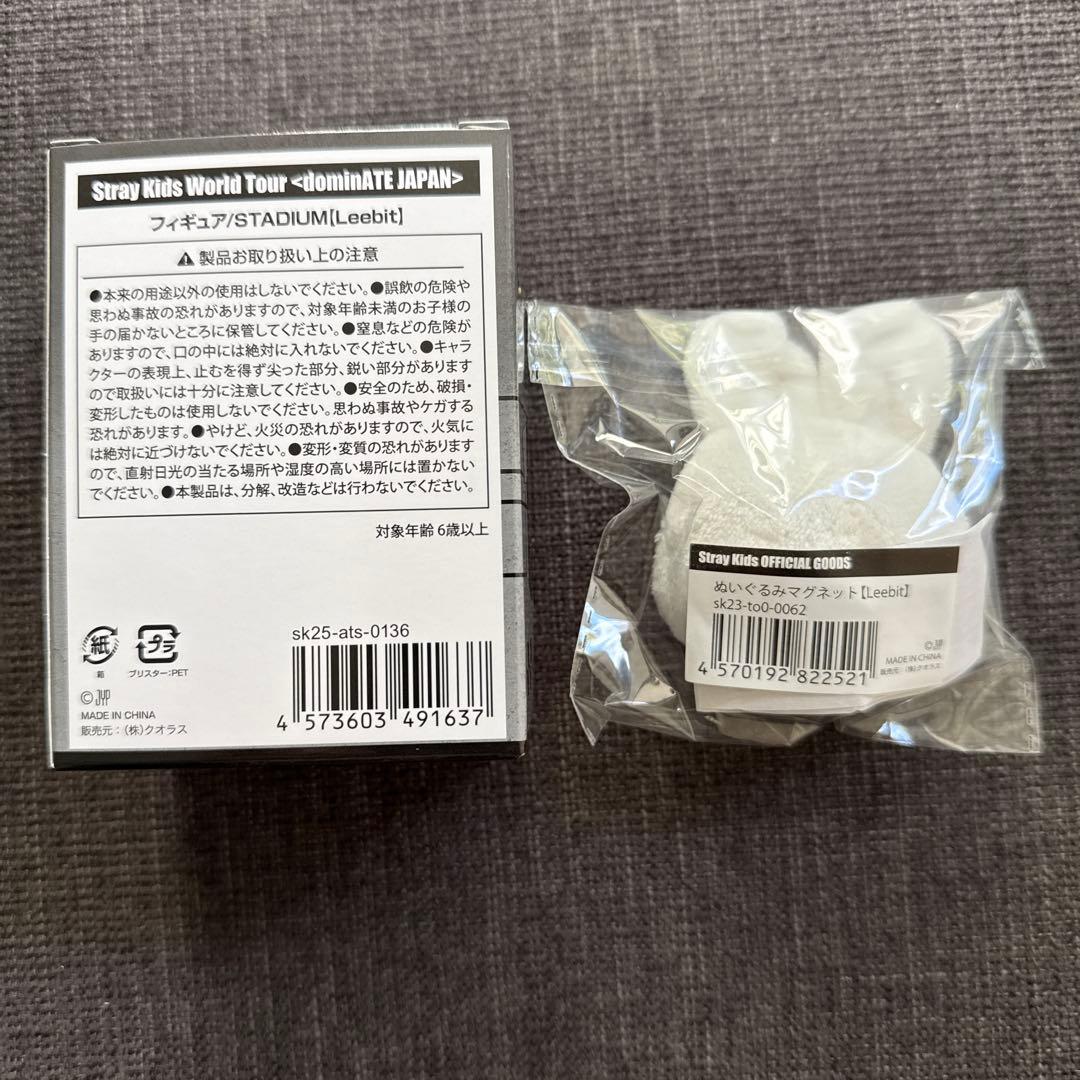 Stray Kids World Tour <dominATE JAPAN>
フィギュア/STADIUM【Leebit】
製品お取り扱い上の注意
●本来の用途以外の使用はしないでください。●誤飲の危険や
思わぬ事故の恐れがありますので、対象年齢未満のお子様の
手の届かないところに保管してください。●窒息などの危険が
ありますので、口の中には絶対に入れないでください。●キャラ
クターの表現上、止むを得ず尖った部分、鋭い部分があります
ので取扱いには十分に注意してください。●安全のため、破損・
変形したものは使用しないでください。思わぬ事故やケガする
恐れがあります。●やけど、火災の恐れがありますので、火気に
は絶対に近づけないでください。●変形・変質の恐れがあります
ので、直射日光の当たる場所や湿度の高い場所には置かない
でください。●本製品は、分解、改造などは行わないでください。
対象年齢 6歳以上
sk25-ats-0136
紙
箱
プラ
ブリスター:PET
© JYP
MADE IN CHINA
販売元：(株)クオラス
4 573603 491637
Stray Kids OFFICIAL GOODS
ぬいぐるみマグネット【Leebit】
sk23-to0-0062
4 570192 822521
© JYP
MADE IN CHINA
販売元：(株)クオラス